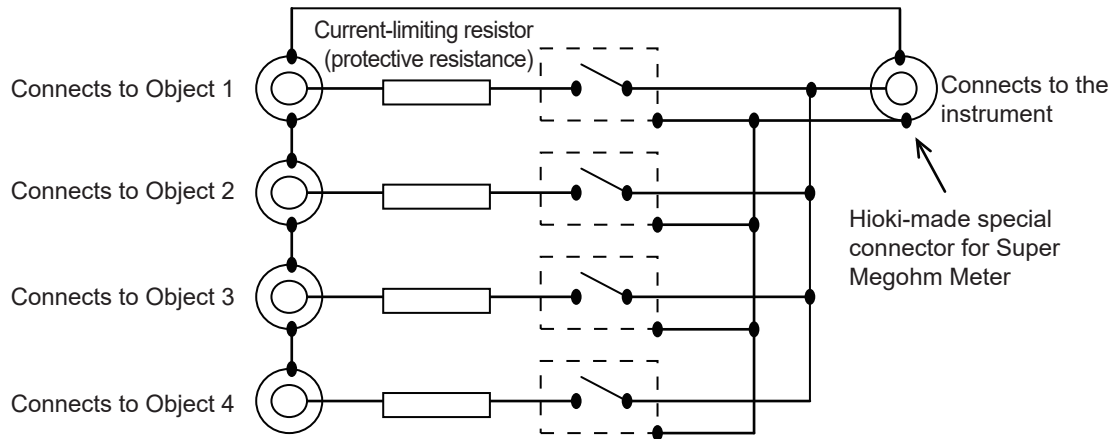 Current-limiting resistor
(protective resistance)
Connects to Object 1
Connects to the
instrument
Connects to Object 2
Hioki-made special
connector for Super
Megohm Meter
Connects to Object 3
Connects to Object 4